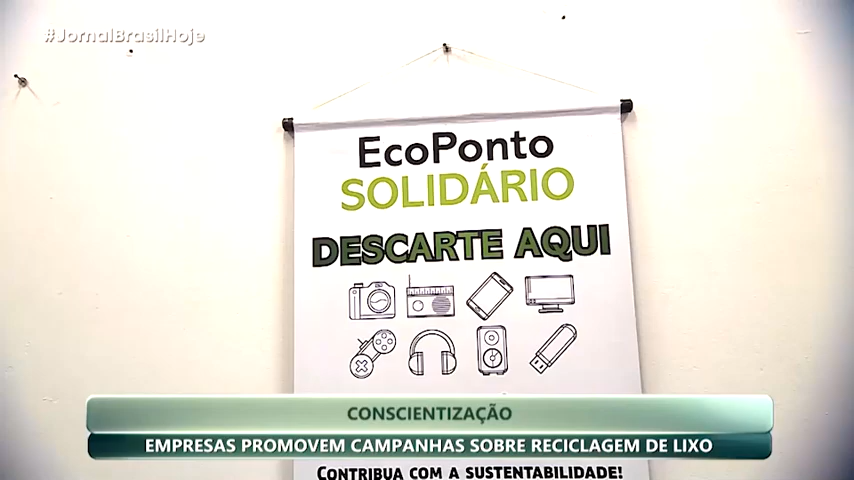 #JornalBrasilHoje
EcoPonto
SOLIDÁRIO
DESCARTE AQUI
CONSCIENTIZAÇÃO
EMPRESAS PROMOVEM CAMPANHAS SOBRE RECICLAGEM DE LIXO
CONTRIBUA COM A SUSTENTABILIDADE!